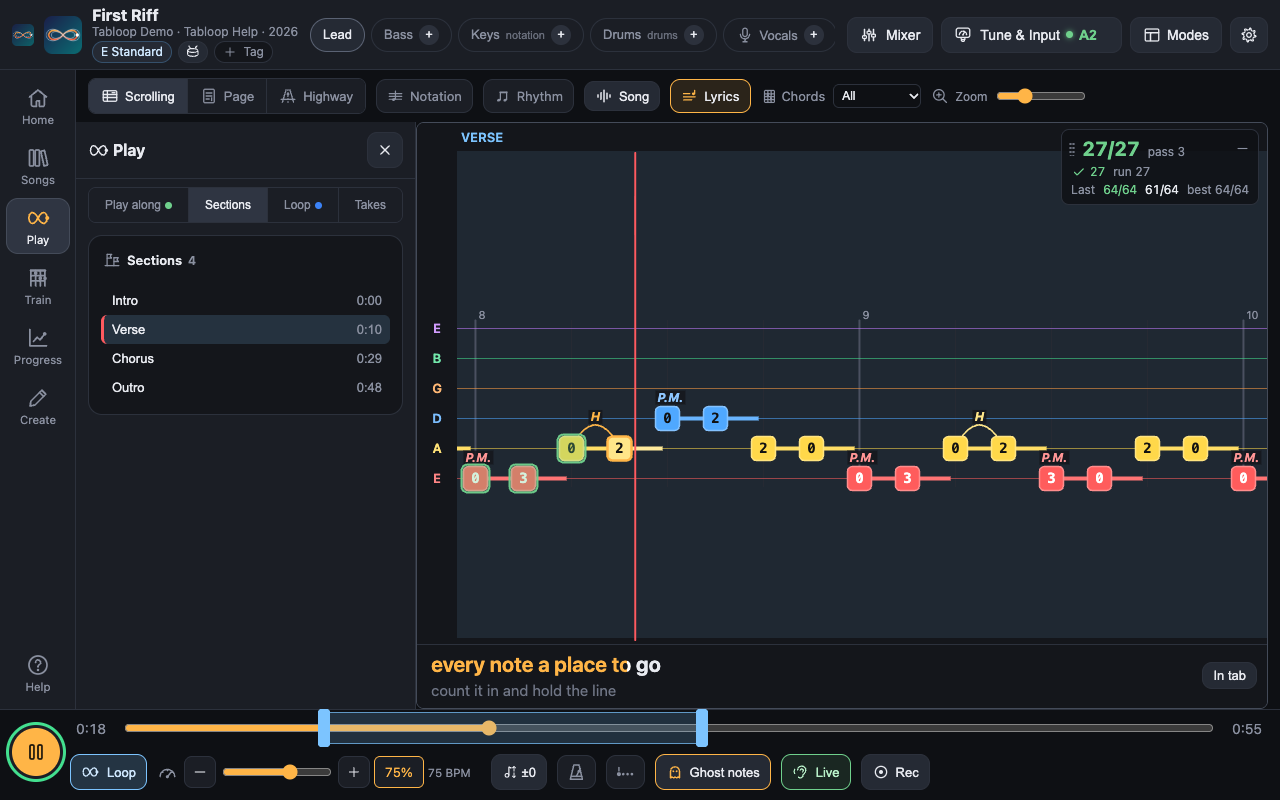 First Riff
Tabloop Demo · Tabloop Help · 2026
E Standard
+ Tag
Lead
Bass +
Keys notation +
Drums drums +
Vocals +
Mixer
Tune & Input A2
Modes
Home
Songs
Play
Train
Progress
Create
Help
Scrolling
Page
Highway
Notation
Rhythm
Song
Lyrics
Chords
All
Zoom
Play
Play along
Sections
Loop
Takes
Sections 4
Intro 0:00
Verse 0:10
Chorus 0:29
Outro 0:48
VERSE
27/27 pass 3
27 run 27
Last 64/64 61/64 best 64/64
8 9 10
E
B
G
P.M.
D 0 2
H H
A 0 2 2 0 0 2 2 0
P.M. P.M. P.M. P.M.
E 0 3 0 3 3 0 0
every note a place to go
count it in and hold the line
In tab
0:18
0:55
Loop
75%
75 BPM
±0
Ghost notes
Live
Rec